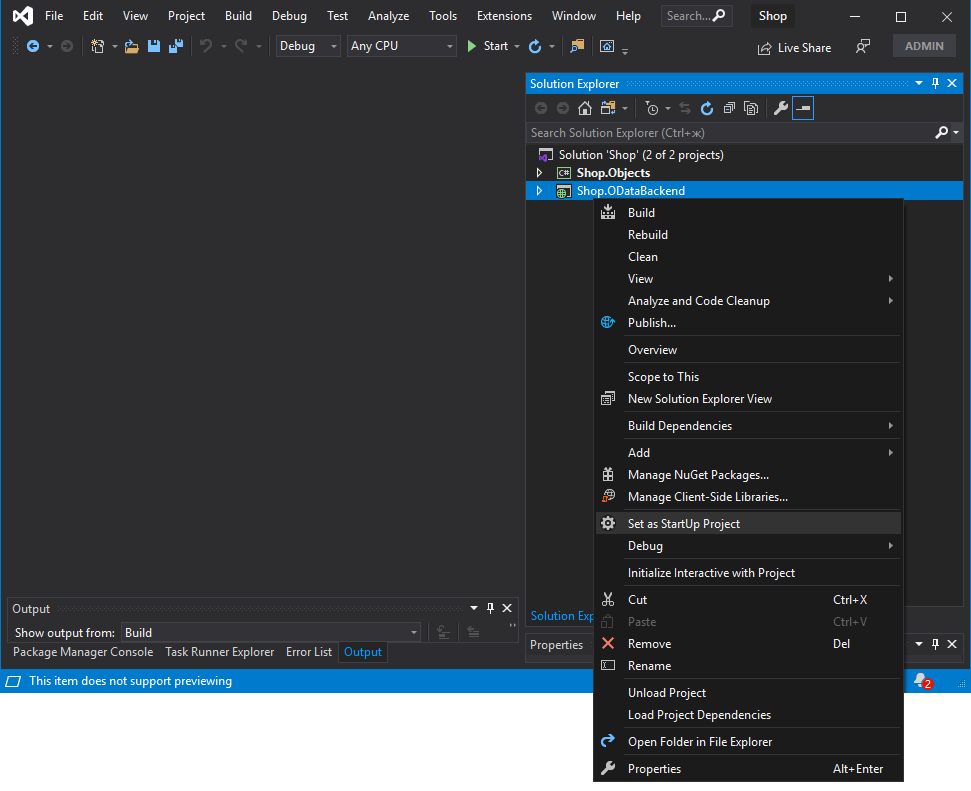 File Edit View Project Build Debug Test Analyze Tools Extensions Window Help Search... Shop
Debug Any CPU Start Live Share ADMIN
Solution Explorer
Search Solution Explorer (Ctrl+ж)
Solution 'Shop' (2 of 2 projects)
C# Shop.Objects
Shop.ODataBackend
Build
Rebuild
Clean
View
Analyze and Code Cleanup
Publish...
Overview
Scope to This
New Solution Explorer View
Build Dependencies
Add
Manage NuGet Packages...
Manage Client-Side Libraries...
Set as StartUp Project
Debug
Initialize Interactive with Project
Cut Ctrl+X
Paste Ctrl+V
Remove Del
Rename
Unload Project
Load Project Dependencies
Open Folder in File Explorer
Properties Alt+Enter
Output
Show output from: Build
Package Manager Console Task Runner Explorer Error List Output
Solution Exp
Properties
This item does not support previewing
2